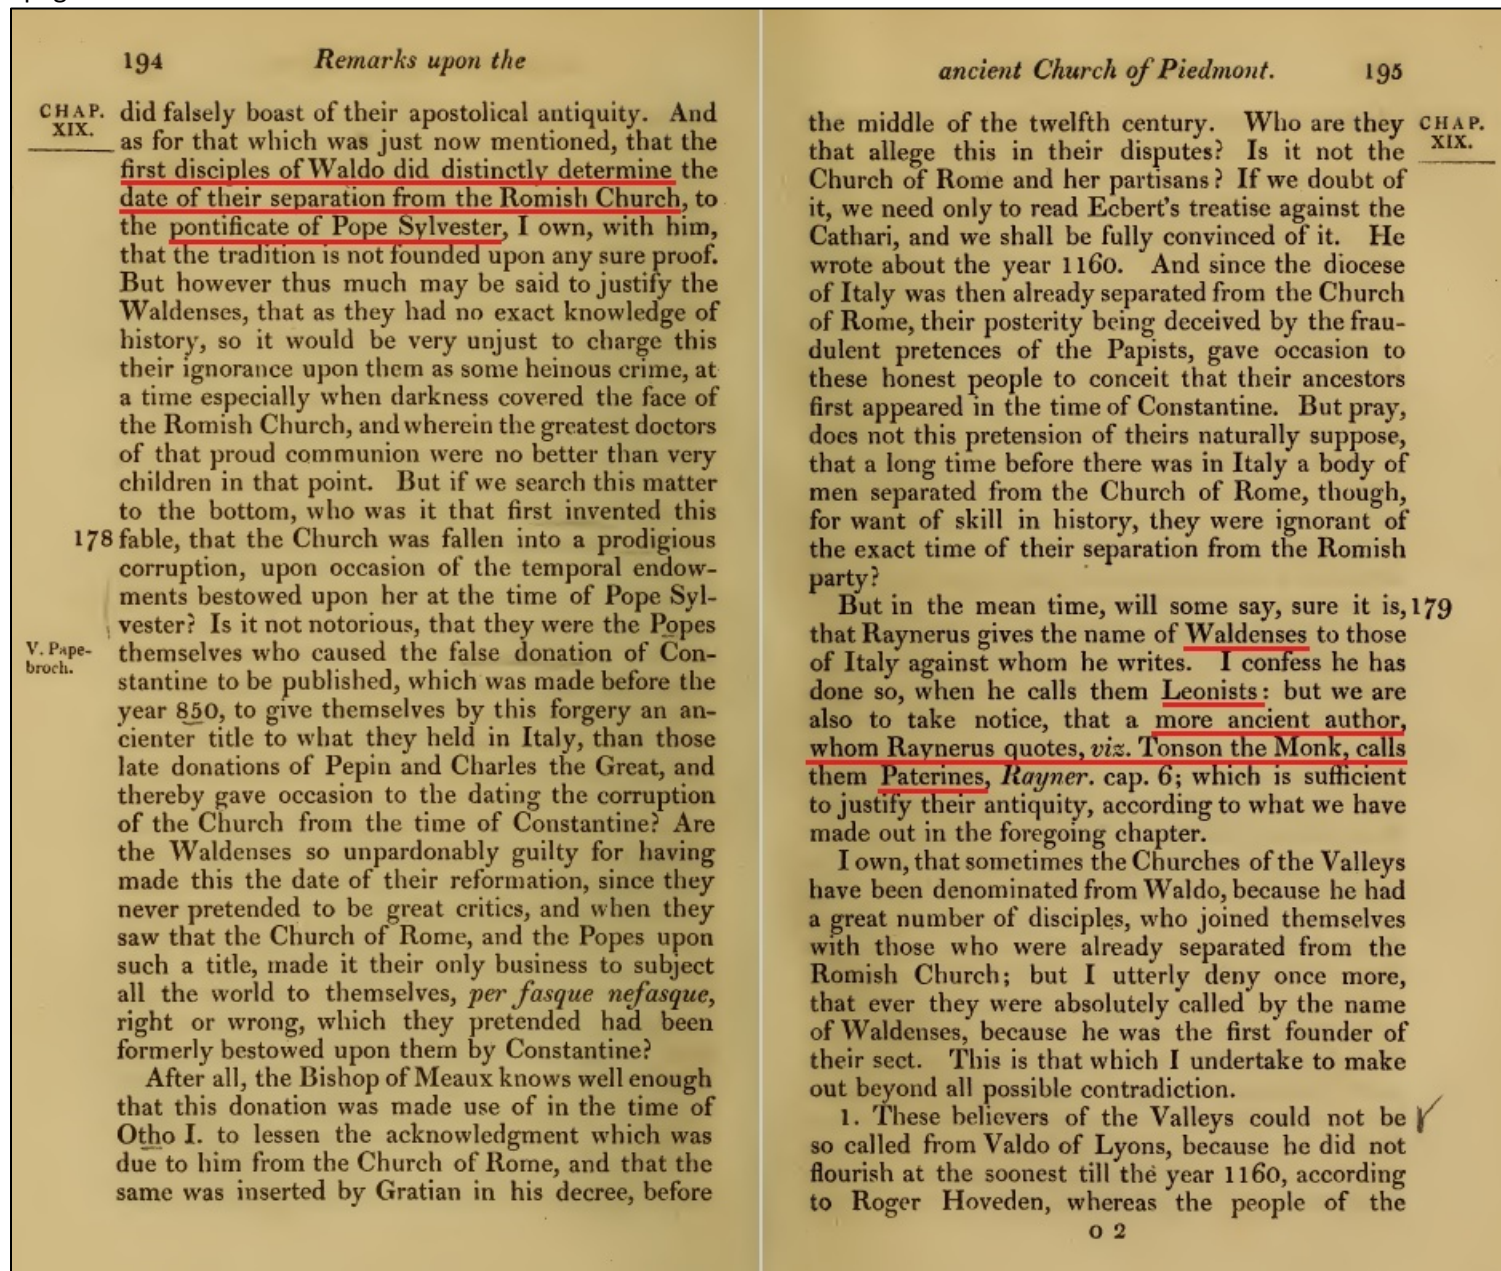 194 Remarks upon the
CHAP. XIX.
did falsely boast of their apostolical antiquity. And
as for that which was just now mentioned, that the
first disciples of Waldo did distinctly determine the
date of their separation from the Romish Church, to
the pontificate of Pope Sylvester, I own, with him,
that the tradition is not founded upon any sure proof.
But however thus much may be said to justify the
Waldenses, that as they had no exact knowledge of
history, so it would be very unjust to charge this
their ignorance upon them as some heinous crime, at
a time especially when darkness covered the face of
the Romish Church, and wherein the greatest doctors
of that proud communion were no better than very
children in that point. But if we search this matter
to the bottom, who was it that first invented this
178 fable, that the Church was fallen into a prodigious
corruption, upon occasion of the temporal endow-
ments bestowed upon her at the time of Pope Syl-
vester? Is it not notorious, that they were the Popes
V. Pape-
broch.
themselves who caused the false donation of Con-
stantine to be published, which was made before the
year 850, to give themselves by this forgery an an-
cienter title to what they held in Italy, than those
late donations of Pepin and Charles the Great, and
thereby gave occasion to the dating the corruption
of the Church from the time of Constantine? Are
the Waldenses so unpardonably guilty for having
made this the date of their reformation, since they
never pretended to be great critics, and when they
saw that the Church of Rome, and the Popes upon
such a title, made it their only business to subject
all the world to themselves, per fasque nefasque,
right or wrong, which they pretended had been
formerly bestowed upon them by Constantine?
After all, the Bishop of Meaux knows well enough
that this donation was made use of in the time of
Otho I. to lessen the acknowledgment which was
due to him from the Church of Rome, and that the
same was inserted by Gratian in his decree, before
ancient Church of Piedmont. 195
CHAP. XIX.
the middle of the twelfth century. Who are they
that allege this in their disputes? Is it not the
Church of Rome and her partisans? If we doubt of
it, we need only to read Ecbert's treatise against the
Cathari, and we shall be fully convinced of it. He
wrote about the year 1160. And since the diocese
of Italy was then already separated from the Church
of Rome, their posterity being deceived by the frau-
dulent pretences of the Papists, gave occasion to
these honest people to conceit that their ancestors
first appeared in the time of Constantine. But pray,
does not this pretension of theirs naturally suppose,
that a long time before there was in Italy a body of
men separated from the Church of Rome, though,
for want of skill in history, they were ignorant of
the exact time of their separation from the Romish
party?
But in the mean time, will some say, sure it is, 179
that Raynerus gives the name of Waldenses to those
of Italy against whom he writes. I confess he has
done so, when he calls them Leonists: but we are
also to take notice, that a more ancient author,
whom Raynerus quotes, viz. Tonson the Monk, calls
them Paterines, Rayner. cap. 6; which is sufficient
to justify their antiquity, according to what we have
made out in the foregoing chapter.
I own, that sometimes the Churches of the Valleys
have been denominated from Waldo, because he had
a great number of disciples, who joined themselves
with those who were already separated from the
Romish Church; but I utterly deny once more,
that ever they were absolutely called by the name
of Waldenses, because he was the first founder of
their sect. This is that which I undertake to make
out beyond all possible contradiction.
1. These believers of the Valleys could not be
so called from Valdo of Lyons, because he did not
flourish at the soonest till the year 1160, according
to Roger Hoveden, whereas the people of the
O 2